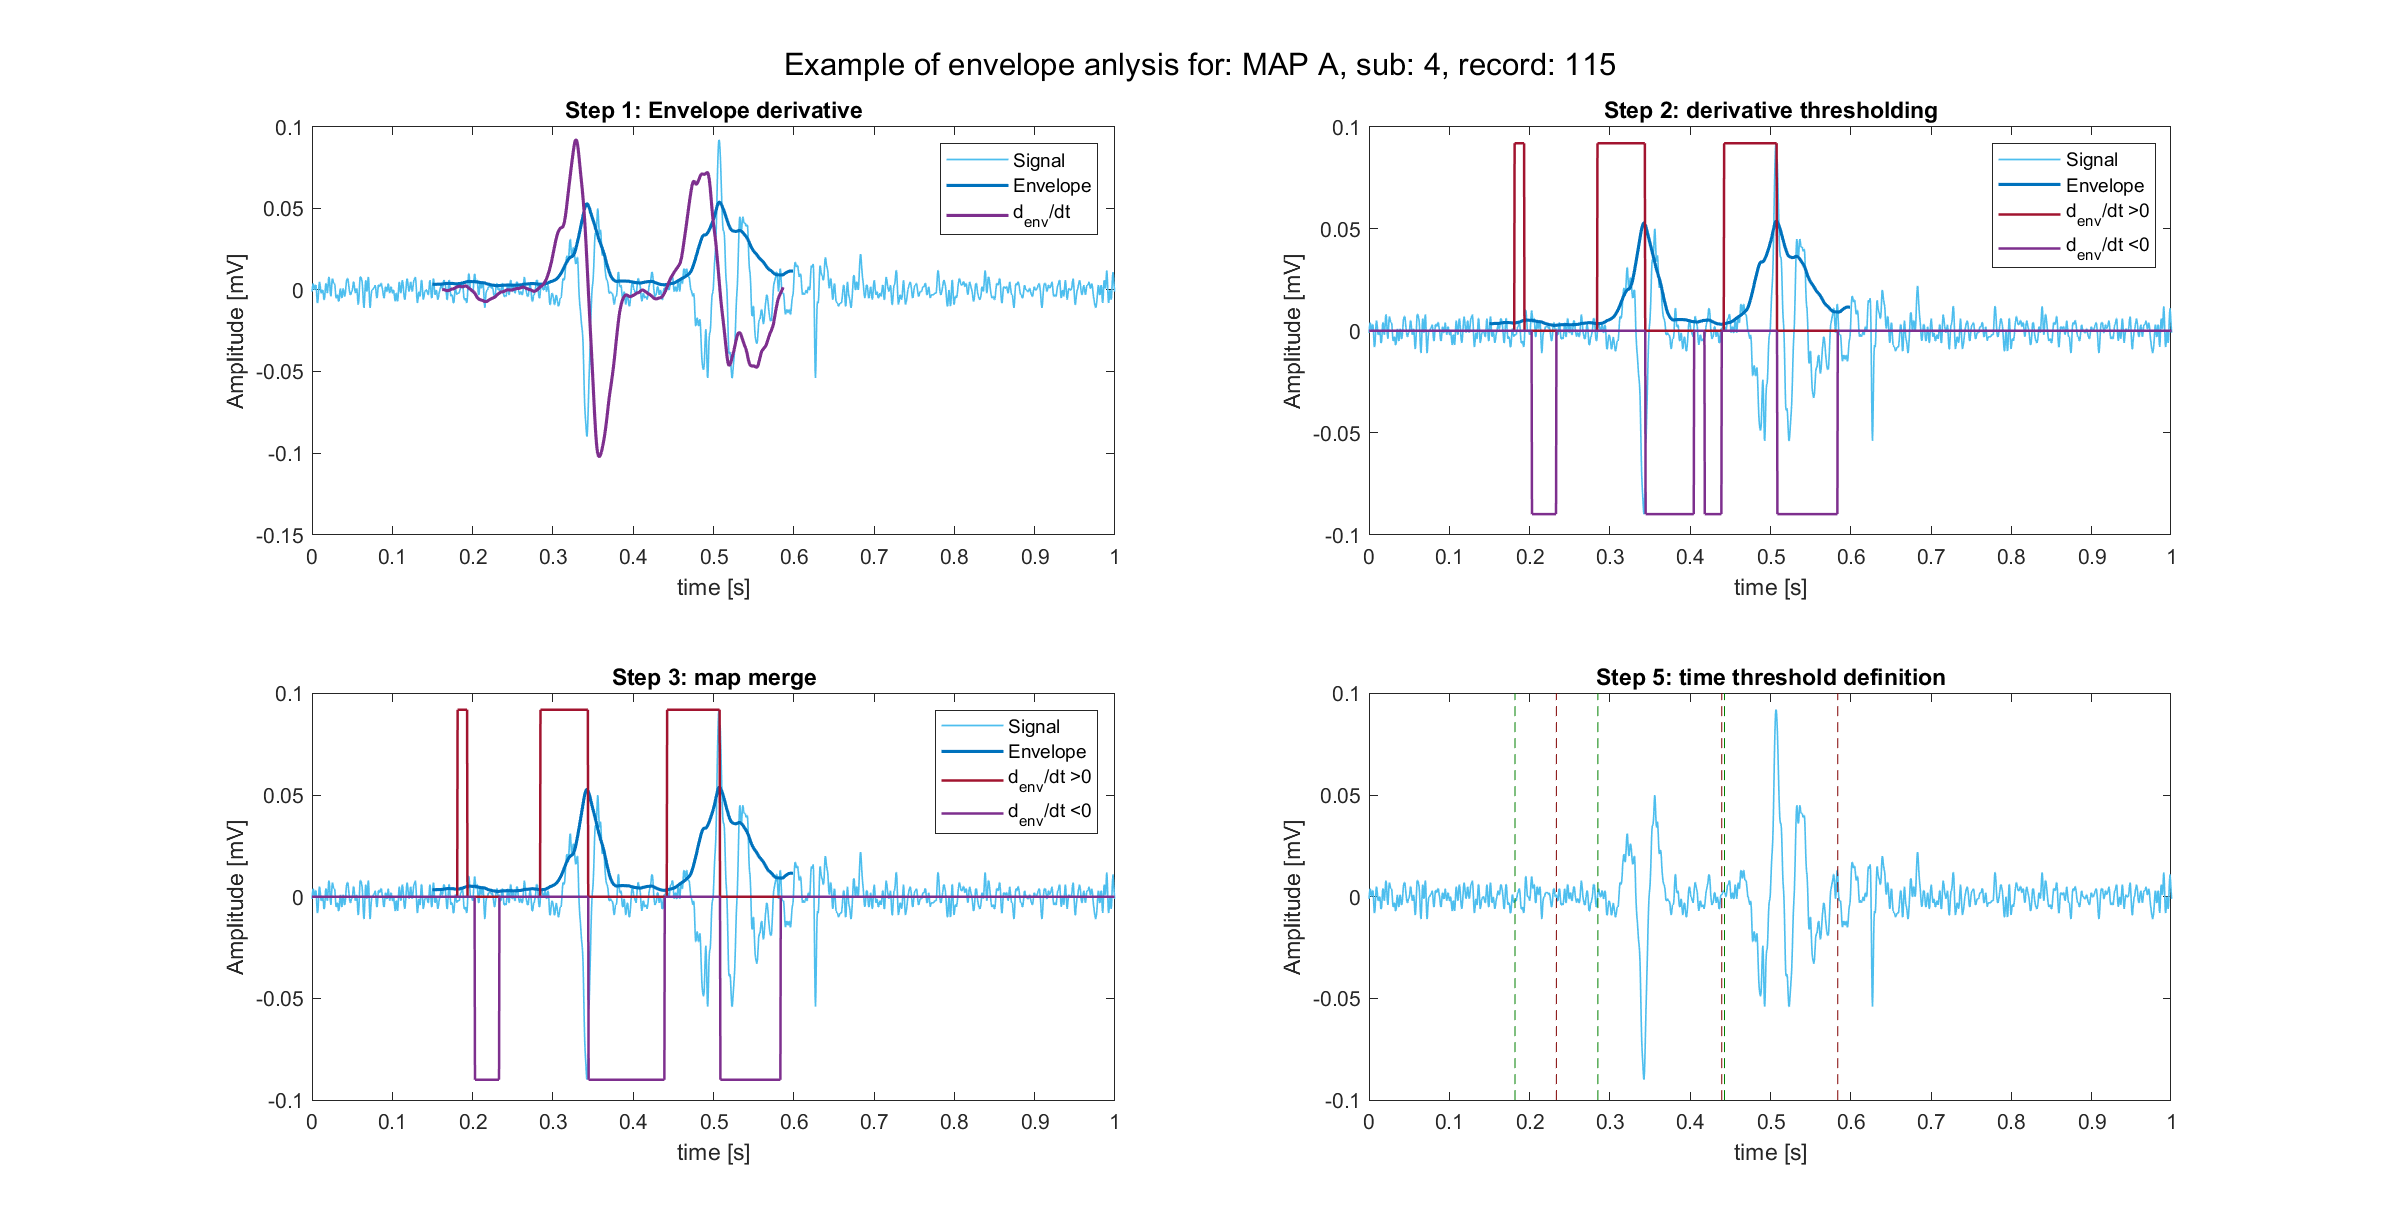 Example of envelope anlysis for: MAP A, sub: 4, record: 115
Step 1: Envelope derivative
Amplitude [mV]
0.1
0.05
0
-0.05
-0.1
-0.15
0 0.1 0.2 0.3 0.4 0.5 0.6 0.7 0.8 0.9 1
time [s]
Signal
Envelope
d_env/dt
Step 2: derivative thresholding
Amplitude [mV]
0.1
0.05
0
-0.05
-0.1
0 0.1 0.2 0.3 0.4 0.5 0.6 0.7 0.8 0.9 1
time [s]
Signal
Envelope
d_env/dt >0
d_env/dt <0
Step 3: map merge
Amplitude [mV]
0.1
0.05
0
-0.05
-0.1
0 0.1 0.2 0.3 0.4 0.5 0.6 0.7 0.8 0.9 1
time [s]
Signal
Envelope
d_env/dt >0
d_env/dt <0
Step 5: time threshold definition
Amplitude [mV]
0.1
0.05
0
-0.05
-0.1
0 0.1 0.2 0.3 0.4 0.5 0.6 0.7 0.8 0.9 1
time [s]